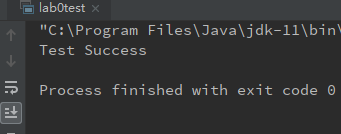 lab0test
"C:\Program Files\Java\jdk-11\bin\
Test Success
Process finished with exit code 0